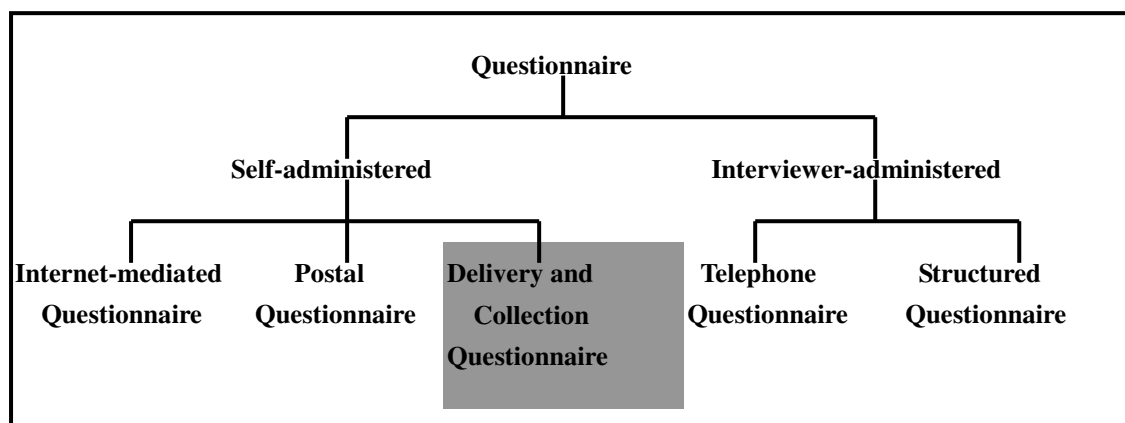 Questionnaire
Self-administered
Interviewer-administered
Internet-mediated
Questionnaire
Postal
Questionnaire
Delivery and
Collection
Questionnaire
Telephone
Questionnaire
Structured
Questionnaire